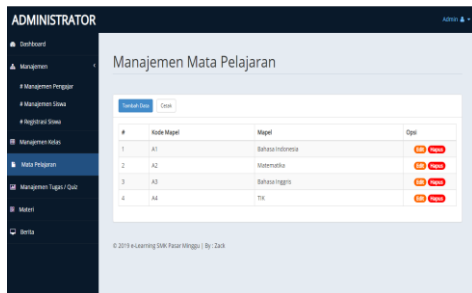 ADMINISTRATOR
Admin
Dashboard
Manajemen
# Manajemen Pengajar
# Manajemen Siswa
# Registrasi Siswa
Manajemen Kelas
Mata Pelajaran
Manajemen Tugas / Quiz
Materi
Berita
Manajemen Mata Pelajaran
Tambah Data Cetak
# Kode Mapel Mapel Opsi
1 A1 Bahasa Indonesia Edit Hapus
2 A2 Matematika Edit Hapus
3 A3 Bahasa Inggris Edit Hapus
4 A4 TIK Edit Hapus
© 2019 e-Learning SMK Pasar Minggu | By : Zack